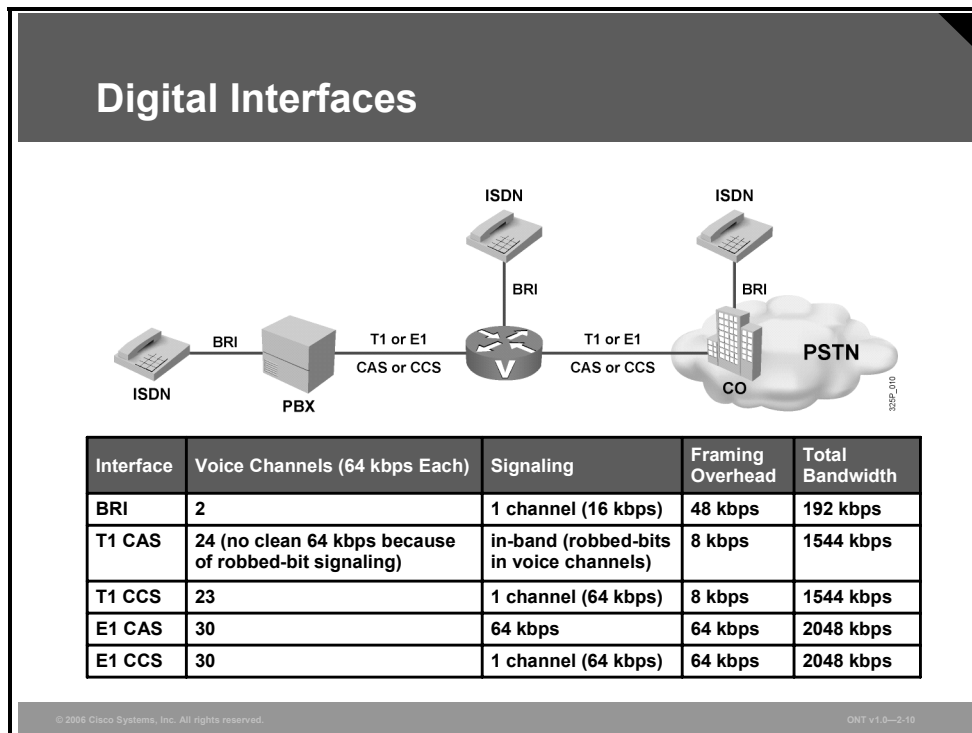 Digital Interfaces
ISDN
ISDN
BRI
BRI
BRI
T1 or E1
T1 or E1
PSTN
CAS or CCS
V
CAS or CCS
CO
ISDN
PBX
325P_010
Interface Voice Channels (64 kbps Each) Signaling Framing Overhead Total Bandwidth
BRI 2 1 channel (16 kbps) 48 kbps 192 kbps
T1 CAS 24 (no clean 64 kbps because of robbed-bit signaling) in-band (robbed-bits in voice channels) 8 kbps 1544 kbps
T1 CCS 23 1 channel (64 kbps) 8 kbps 1544 kbps
E1 CAS 30 64 kbps 64 kbps 2048 kbps
E1 CCS 30 1 channel (64 kbps) 64 kbps 2048 kbps
© 2006 Cisco Systems, Inc. All rights reserved.
ONT v1.0—2-10